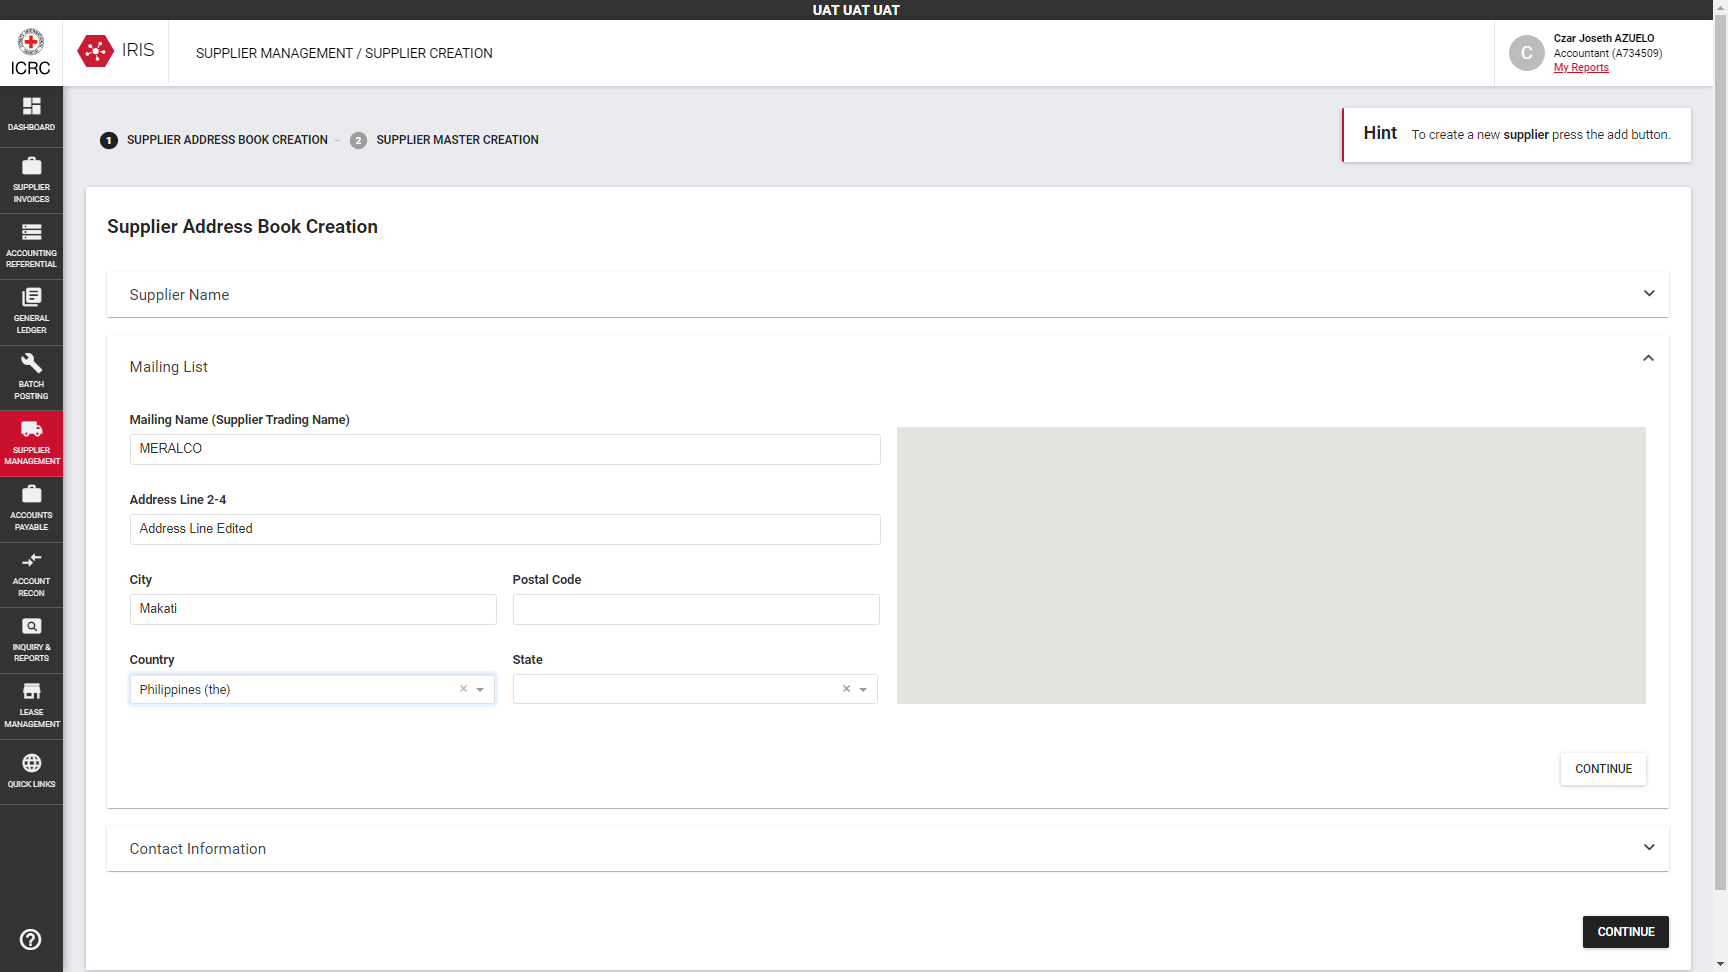 UAT UAT UAT
ICRC
IRIS
SUPPLIER MANAGEMENT / SUPPLIER CREATION
C
Czar Joseth AZUELO
Accountant (A734509)
My Reports
DASHBOARD
SUPPLIER
INVOICES
ACCOUNTING
REFERENTIAL
GENERAL
LEDGER
BATCH
POSTING
SUPPLIER
MANAGEMENT
ACCOUNTS
PAYABLE
ACCOUNT
RECON
INQUIRY &
REPORTS
LEASE
MANAGEMENT
QUICK LINKS
1 SUPPLIER ADDRESS BOOK CREATION – 2 SUPPLIER MASTER CREATION
Hint To create a new supplier press the add button.
Supplier Address Book Creation
Supplier Name
Mailing List
Mailing Name (Supplier Trading Name)
MERALCO
Address Line 2-4
Address Line Edited
City Postal Code
Makati
Country State
Philippines (the)
CONTINUE
Contact Information
CONTINUE